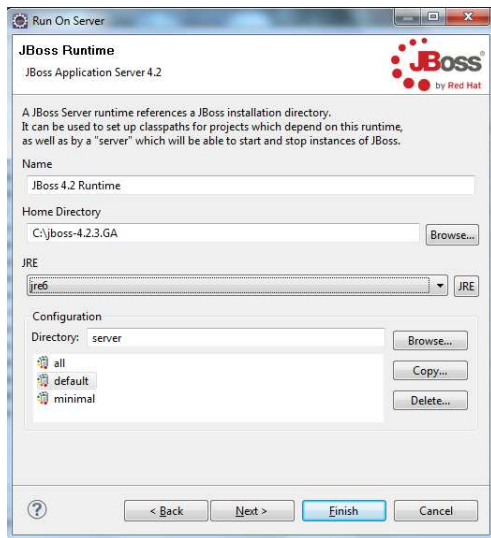 Run On Server
JBoss Runtime
JBoss Application Server 4.2
JBoss
by Red Hat
A JBoss Server runtime references a JBoss installation directory.
It can be used to set up classpaths for projects which depend on this runtime,
as well as by a "server" which will be able to start and stop instances of JBoss.
Name
JBoss 4.2 Runtime
Home Directory
C:\jboss-4.2.3.GA
Browse...
JRE
jre6
JRE
Configuration
Directory: server
Browse...
all
default
minimal
Copy...
Delete...
? < Back Next > Finish Cancel